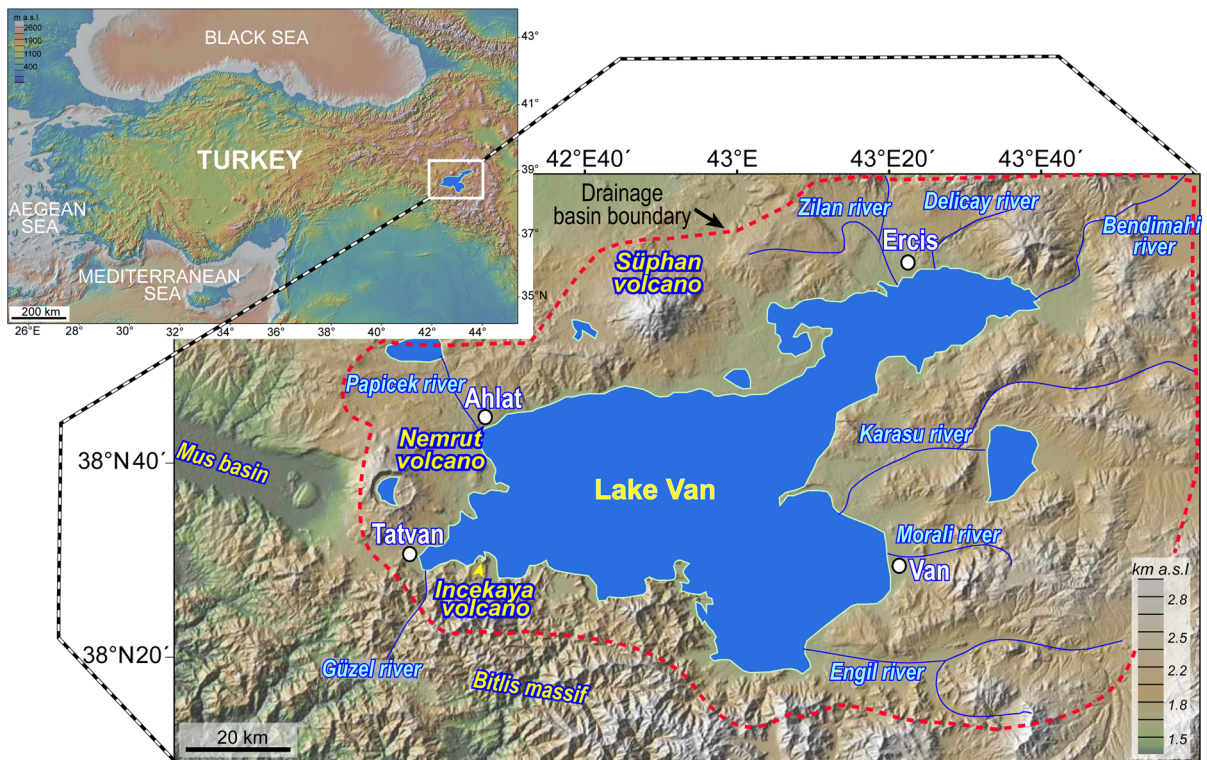 m a.s.l.
2600
1900
1100
400
BLACK SEA
TURKEY
AEGEAN
SEA
MEDITERRANEAN
SEA
200 km
26°E
28°
30°
32
34
36
38
40
42
44
43°
41°
39°
37°
35°N
42°E40´
43°E
43°E20´
43°E40´
38°N40´
38°N20´
Drainage
basin boundary
Zilan river
Delicay river
Bendimahi
river
Ercis
Süphan
volcano
Papicek river
Ahlat
Nemrut
volcano
Mus basin
Karasu river
Lake Van
Tatvan
Morali river
Van
Incekaya
volcano
Güzel river
Bitlis massif
Engil river
20 km
km a.s.l
2.8
2.5
2.2
1.8
1.5